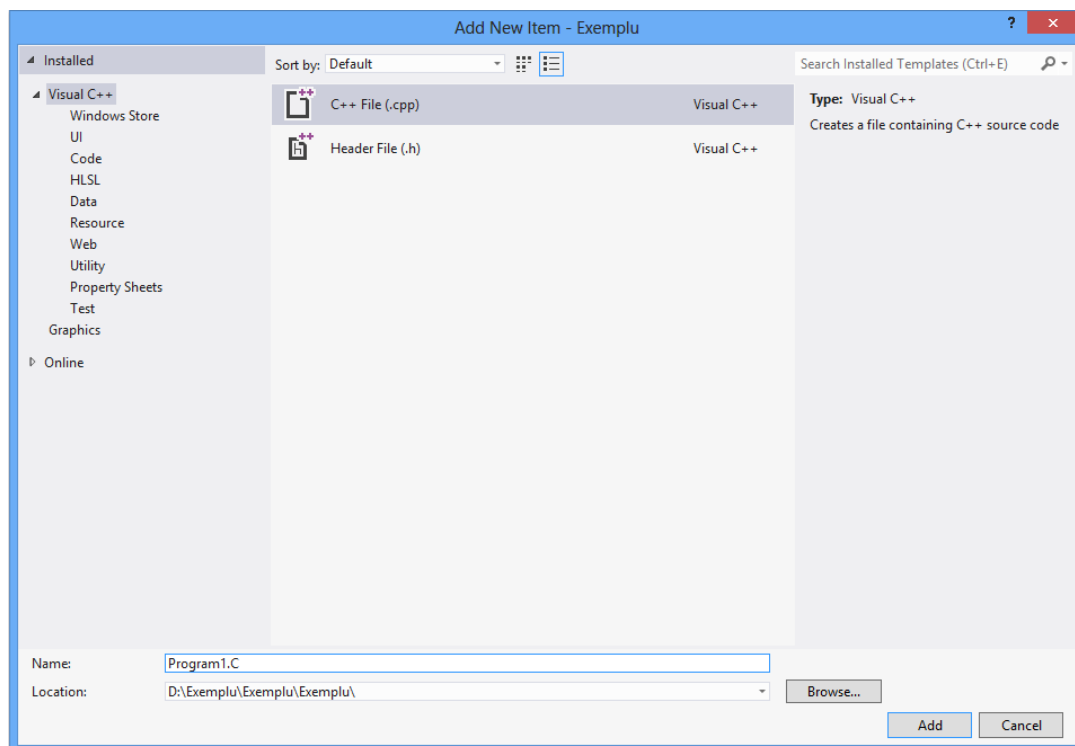 Add New Item - Exemplu
?
Installed
Sort by: Default
Search Installed Templates (Ctrl+E)
Visual C++
Windows Store
UI
Code
HLSL
Data
Resource
Web
Utility
Property Sheets
Test
Graphics
Online
C++ File (.cpp) Visual C++
Header File (.h) Visual C++
Type: Visual C++
Creates a file containing C++ source code
Name: Program1.C
Location: D:\Exemplu\Exemplu\Exemplu\ Browse...
Add Cancel